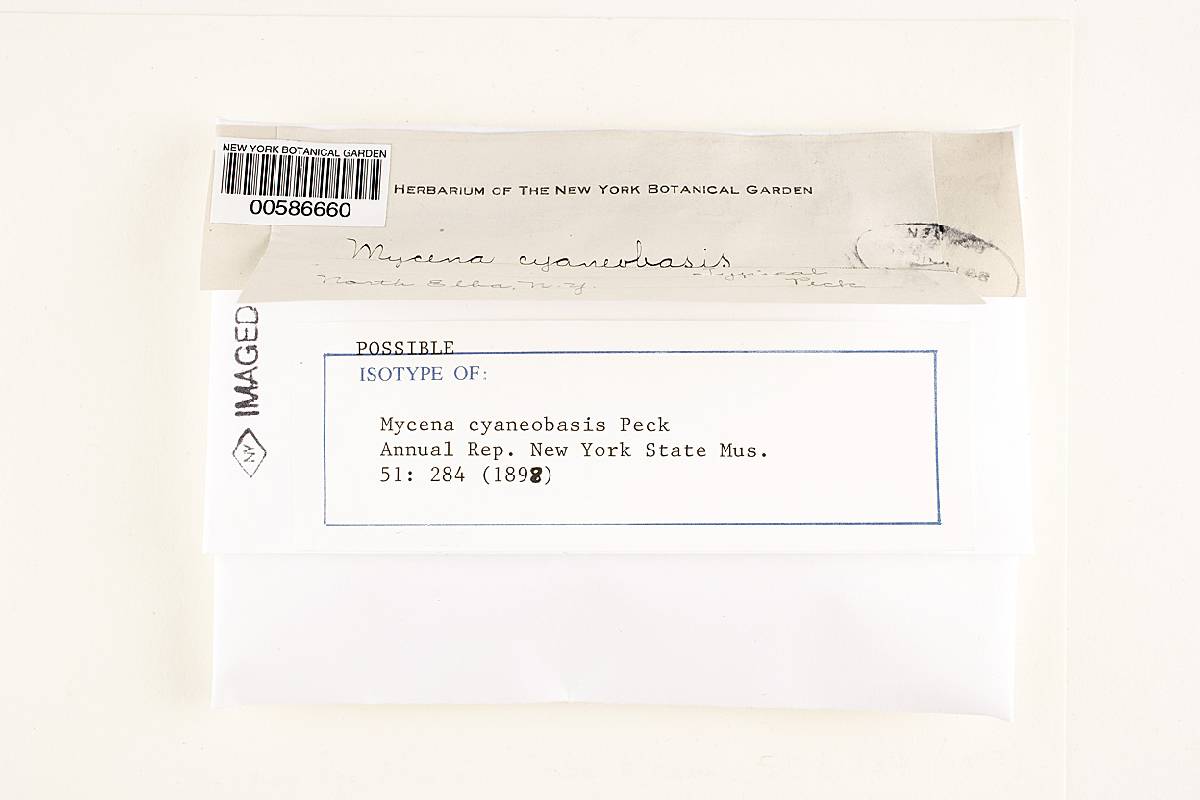 NEW YORK BOTANICAL GARDEN
00586660
HERBARIUM OF THE NEW YORK BOTANICAL GARDEN
Mycena cyaneobasis
Typical
North Elba, N.Y. Peck
IMAGED
NY
POSSIBLE
ISOTYPE OF:
Mycena cyaneobasis Peck
Annual Rep. New York State Mus.
51: 284 (1898)